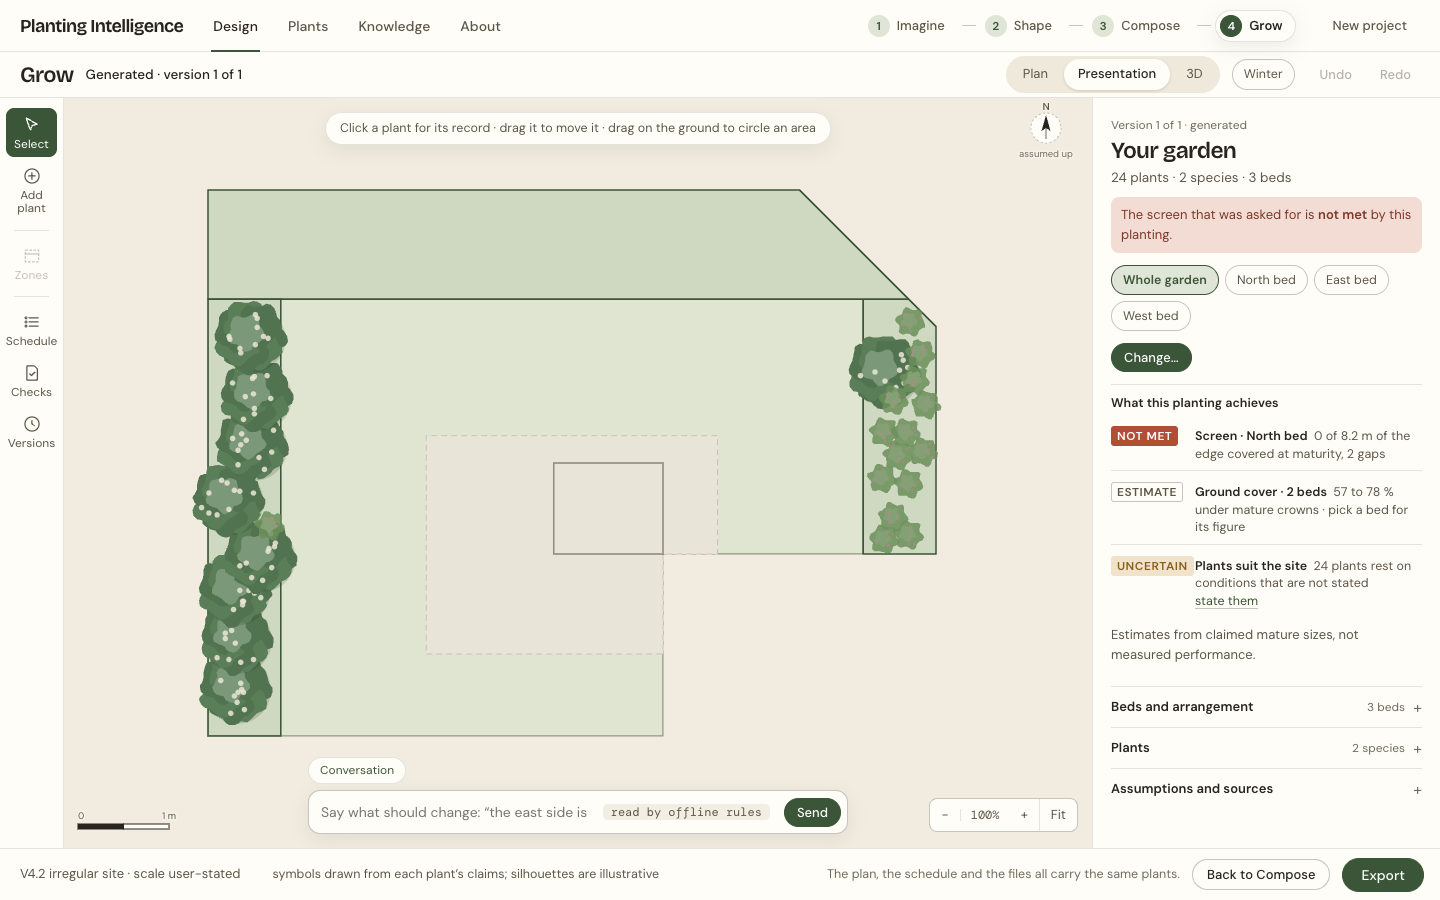 Planting Intelligence
Design
Plants
Knowledge
About
1 Imagine — 2 Shape — 3 Compose — 4 Grow
New project
Grow
Generated · version 1 of 1
Plan
Presentation
3D
Winter
Undo
Redo
Select
Add
plant
Zones
Schedule
Checks
Versions
Click a plant for its record · drag it to move it · drag on the ground to circle an area
N
assumed up
Version 1 of 1 · generated
Your garden
24 plants · 2 species · 3 beds
The screen that was asked for is not met by this
planting.
Whole garden
North bed
East bed
West bed
Change…
What this planting achieves
NOT MET
Screen · North bed 0 of 8.2 m of the
edge covered at maturity, 2 gaps
ESTIMATE
Ground cover · 2 beds 57 to 78 %
under mature crowns · pick a bed for
its figure
UNCERTAIN
Plants suit the site 24 plants rest on
conditions that are not stated
state them
Estimates from claimed mature sizes, not
measured performance.
Beds and arrangement
3 beds +
Plants
2 species +
Assumptions and sources
+
Conversation
Say what should change: “the east side is
read by offline rules
Send
0 1 m
− 100% + Fit
V4.2 irregular site · scale user-stated
symbols drawn from each plant’s claims; silhouettes are illustrative
The plan, the schedule and the files all carry the same plants.
Back to Compose
Export